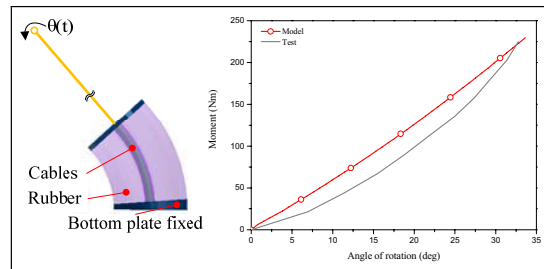 θ(t)
Cables
Rubber
Bottom plate fixed
Model
Test
Moment (Nm)
250
200
150
100
50
0
0 5 10 15 20 25 30 35
Angle of rotation (deg)